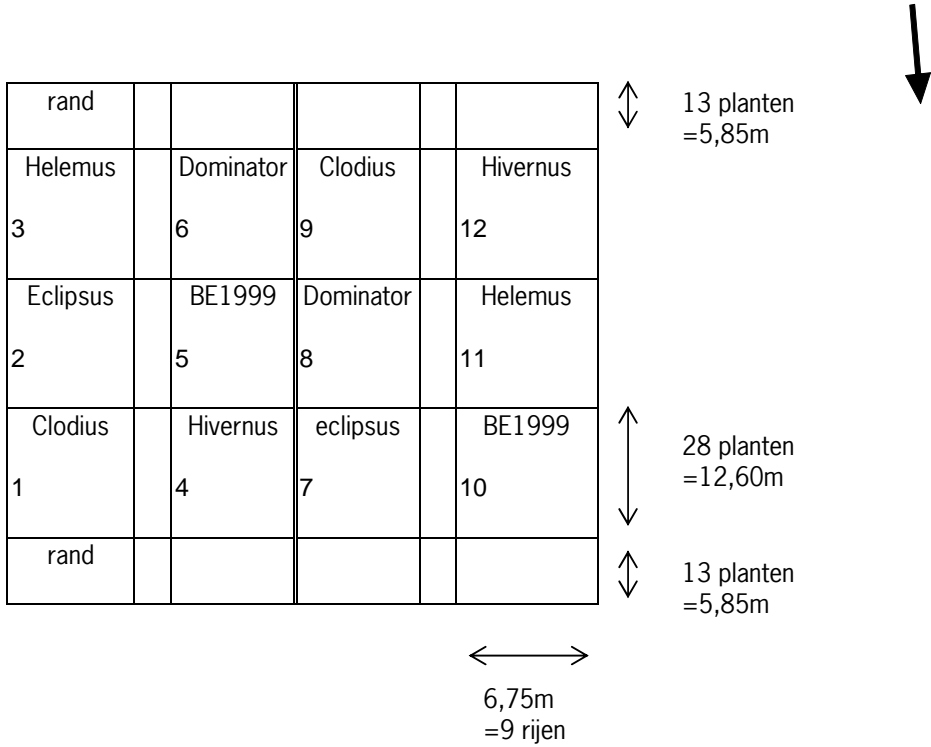 rand
13 planten
=5,85m
Helemus Dominator Clodius Hivernus
3 6 9 12
Eclipsus BE1999 Dominator Helemus
2 5 8 11
Clodius Hivernus eclipsus BE1999
28 planten
=12,60m
1 4 7 10
rand
13 planten
=5,85m
6,75m
=9 rijen